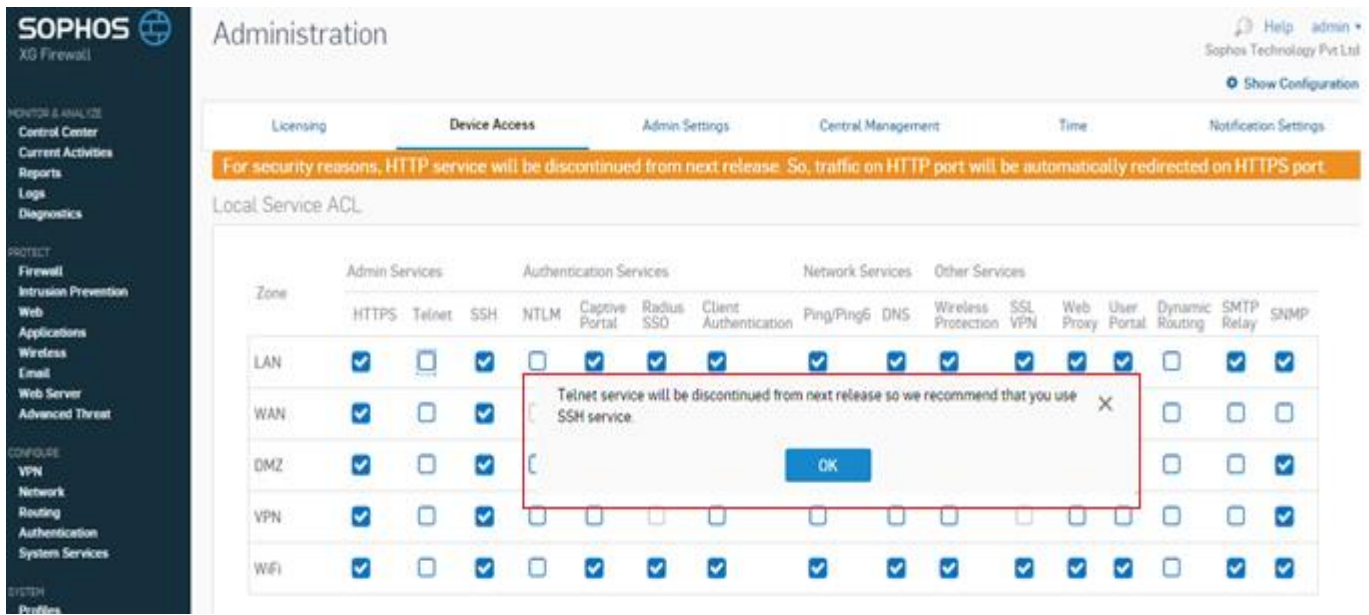 SOPHOS
XG Firewall
MONITOR & ANALYZE
Control Center
Current Activities
Reports
Logs
Diagnostics
PROTECT
Firewall
Intrusion Prevention
Web
Applications
Wireless
Email
Web Server
Advanced Threat
CONFIGURE
VPN
Network
Routing
Authentication
System Services
SYSTEM
Profiles
Administration
Help admin
Sophos Technology Pvt Ltd
Show Configuration
Licensing Device Access Admin Settings Central Management Time Notification Settings
For security reasons, HTTP service will be discontinued from next release. So, traffic on HTTP port will be automatically redirected on HTTPS port.
Local Service ACL
Zone Admin Services Authentication Services Network Services Other Services
HTTPS Telnet SSH NTLM Captive Portal Radius SSO Client Authentication Ping/Ping6 DNS Wireless Protection SSL VPN Web Proxy User Portal Dynamic Routing SMTP Relay SNMP
LAN
WAN
DMZ
VPN
WiFi
Telnet service will be discontinued from next release so we recommend that you use
SSH service.
OK